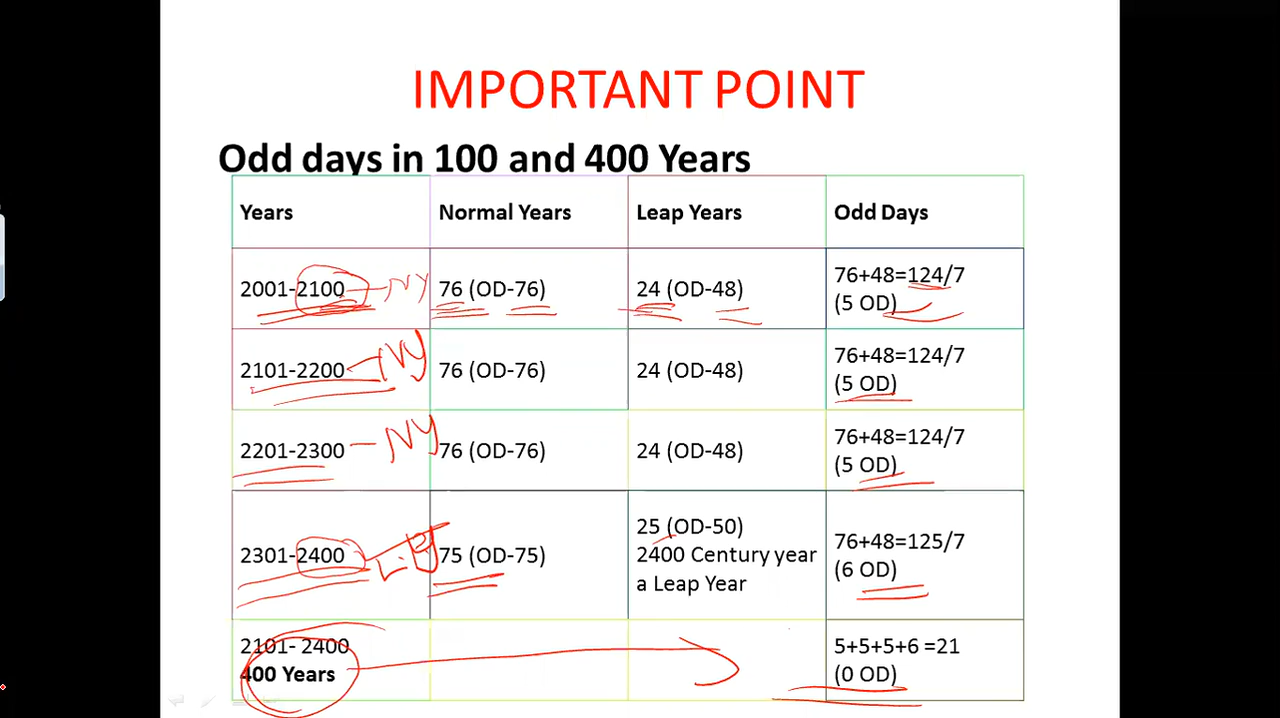 IMPORTANT POINT
Odd days in 100 and 400 Years
Years Normal Years Leap Years Odd Days
2001-2100 NY 76 (OD-76) 24 (OD-48) 76+48=124/7
(5 OD)
2101-2200 NY 76 (OD-76) 24 (OD-48) 76+48=124/7
(5 OD)
2201-2300 NY 76 (OD-76) 24 (OD-48) 76+48=124/7
(5 OD)
2301-2400 L.y 75 (OD-75) 25 (OD-50)
2400 Century year
a Leap Year
76+48=125/7
(6 OD)
2101- 2400
400 Years
5+5+5+6 =21
(0 OD)